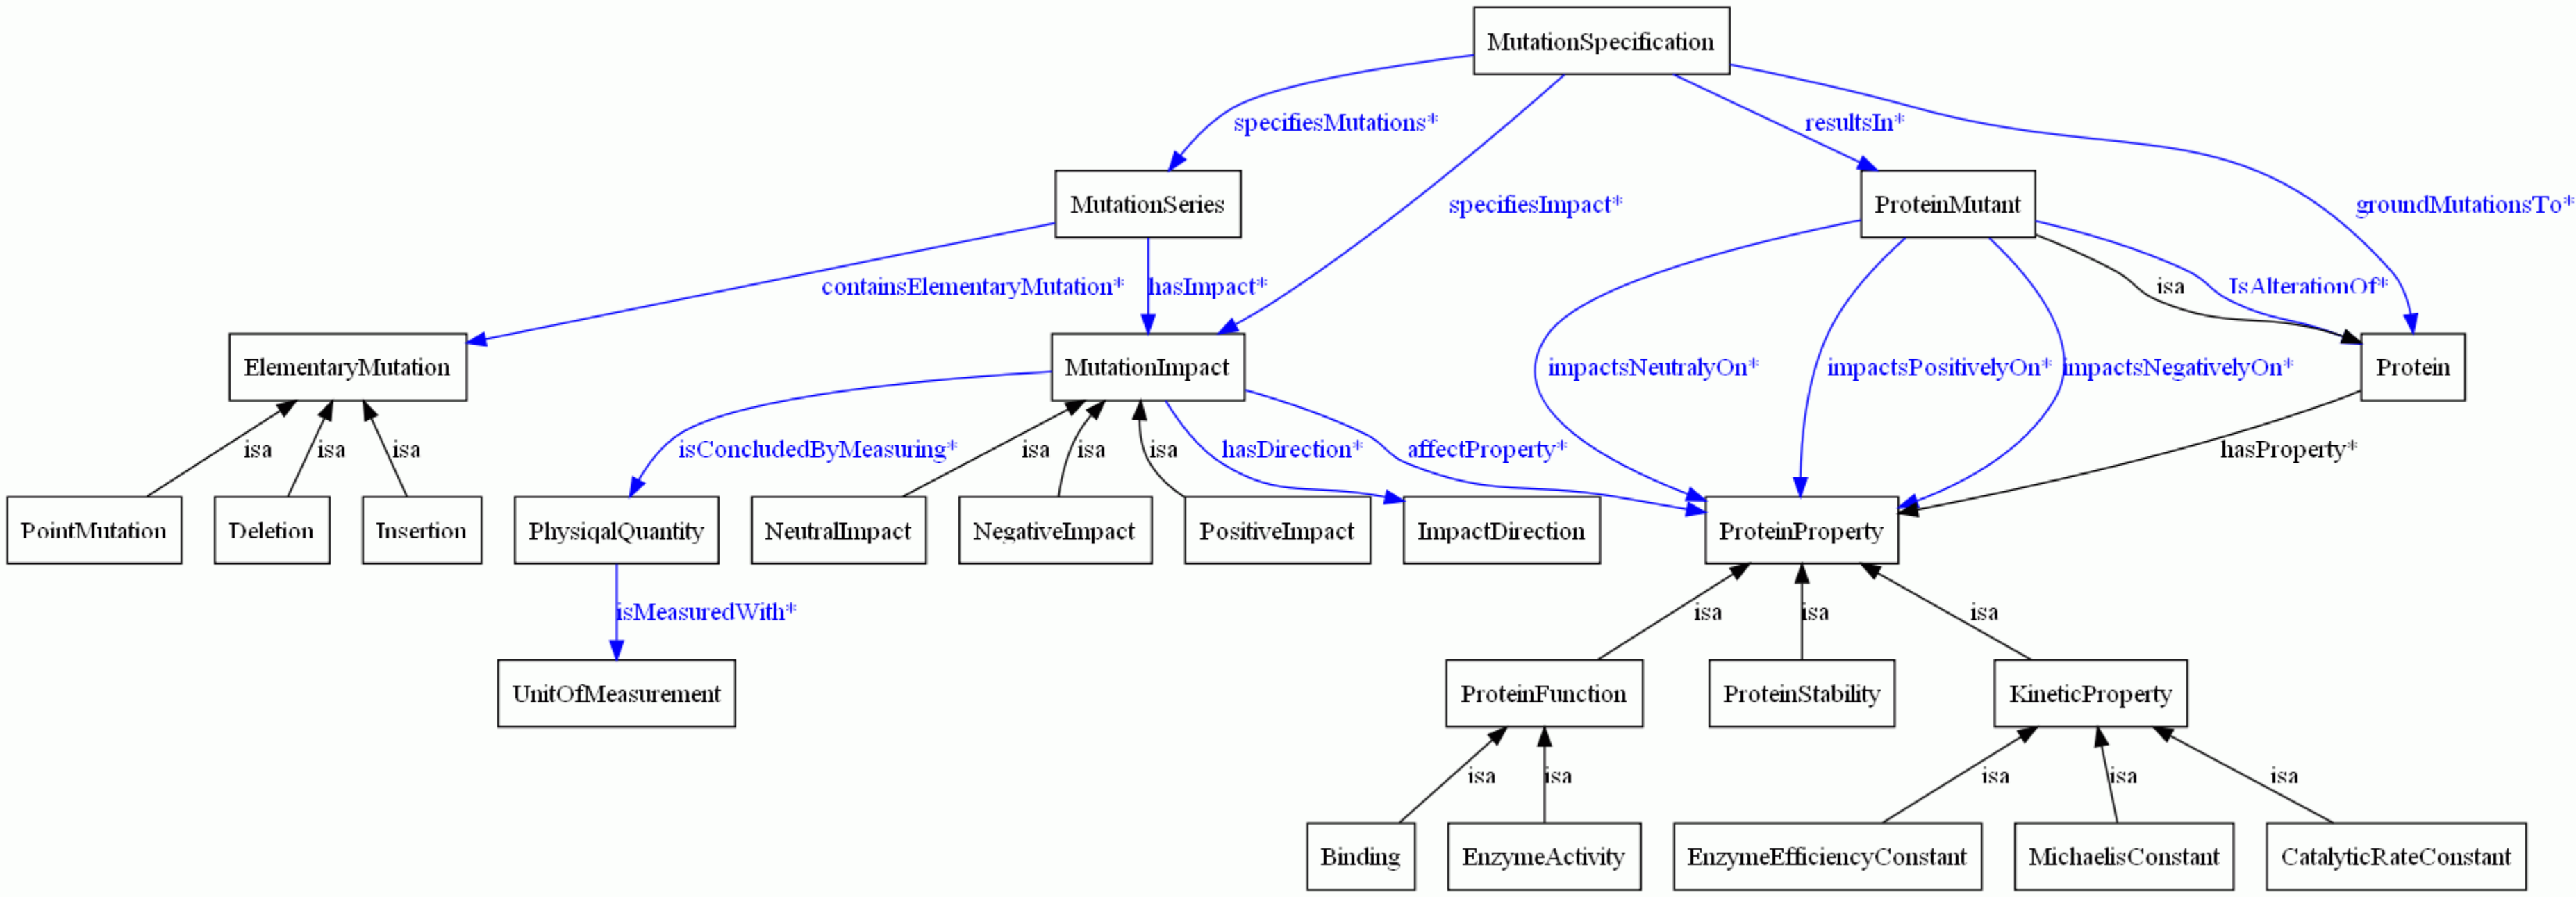 MutationSpecification
specifiesMutations*
resultsIn*
MutationSeries
specifiesImpact*
ProteinMutant
groundMutationsTo*
containsElementaryMutation*
hasImpact*
isa
IsAlterationOf*
ElementaryMutation
MutationImpact
impactsNeutralyOn*
impactsPositivelyOn*
impactsNegativelyOn*
Protein
isa
isa
isa
isConcludedByMeasuring*
isa
isa
isa
hasDirection*
affectProperty*
hasProperty*
PointMutation
Deletion
Insertion
PhysiqalQuantity
NeutralImpact
NegativeImpact
PositiveImpact
ImpactDirection
ProteinProperty
isMeasuredWith*
isa
isa
isa
UnitOfMeasurement
ProteinFunction
ProteinStability
KineticProperty
isa
isa
isa
isa
isa
Binding
EnzymeActivity
EnzymeEfficiencyConstant
MichaelisConstant
CatalyticRateConstant